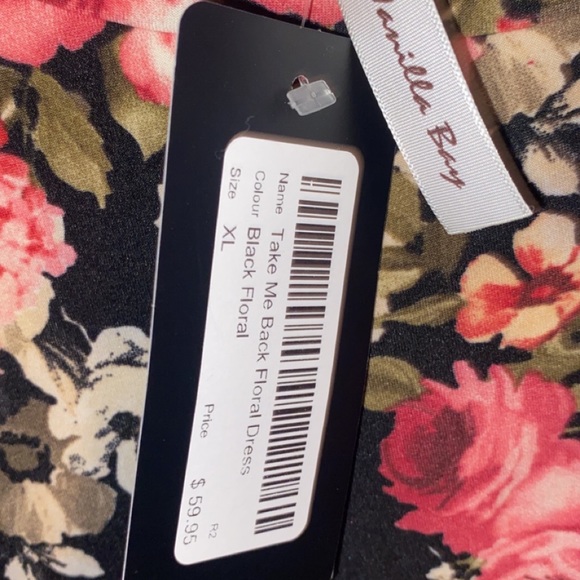 Vanilla Bay
Name Take Me Back Floral Dress
Colour Black Floral
Size XL
R2
Price $ 59.95